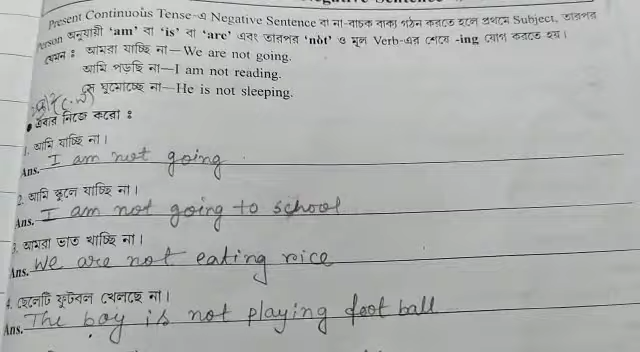 Negative Sentence
Present Continuous Tense-এ Negative Sentence বা না-বাচক বাক্য গঠন করতে হলে প্রথমে Subject, তারপর
Person অনুযায়ী 'am' বা 'is' বা 'are' এবং তারপর 'not' ও মূল Verb-এর শেষে -ing যোগ করতে হয়।
যেমন : আমরা যাচ্ছি না—We are not going.
আমি পড়ছি না—I am not reading.
সে ঘুমোচ্ছে না—He is not sleeping.
(C.W)
• এবার নিজে করো :
1. আমি যাচ্ছি না।
Ans. I am not going
2. আমি স্কুলে যাচ্ছি না।
Ans. I am not going to school
3. আমরা ভাত খাচ্ছি না।
Ans. We are not eating rice
4. ছেলেটি ফুটবল খেলছে না।
Ans. The boy is not playing foot ball